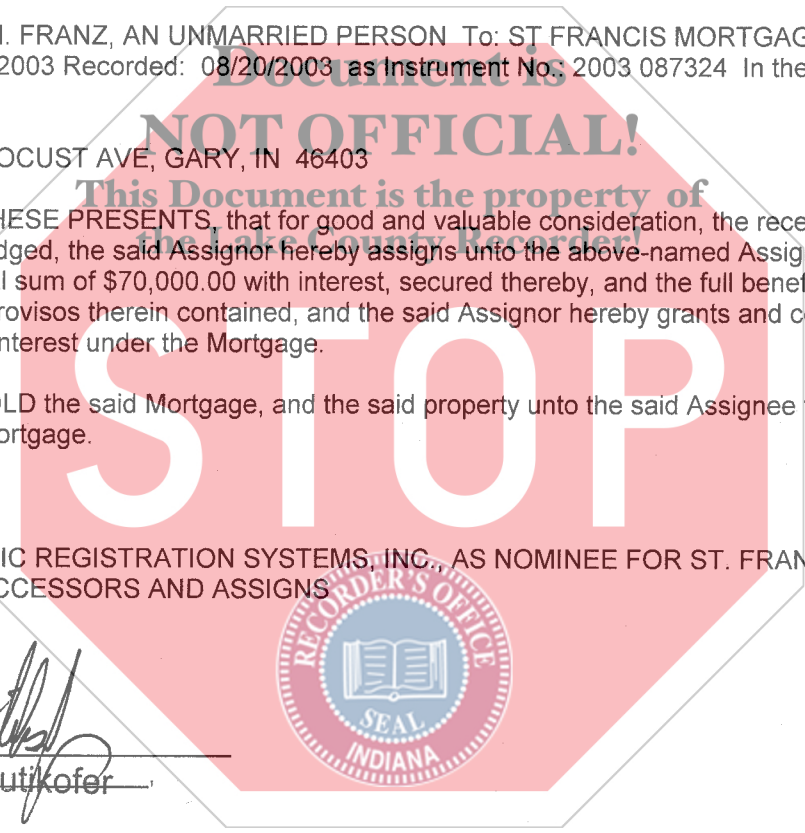 I. FRANZ, AN UNMARRIED PERSON To: ST FRANCIS MORTGAG
2003 Recorded: 08/20/2003 as Instrument No.: 2003 087324 In the
Document is
NOT OFFICIAL!
OCUST AVE, GARY, IN 46403
This Document is the property of
HESE PRESENTS, that for good and valuable consideration, the rece
the Lake County Recorder!
dged, the said Assignor hereby assigns unto the above-named Assig
l sum of $70,000.00 with interest, secured thereby, and the full benef
rovisos therein contained, and the said Assignor hereby grants and c
nterest under the Mortgage.
STOP
OLD the said Mortgage, and the said property unto the said Assignee
ortgage.
IC REGISTRATION SYSTEMS, INC., AS NOMINEE FOR ST. FRAN
CCESSORS AND ASSIGNS
RECORDER'S OFFICE
SEAL
INDIANA
utikofer